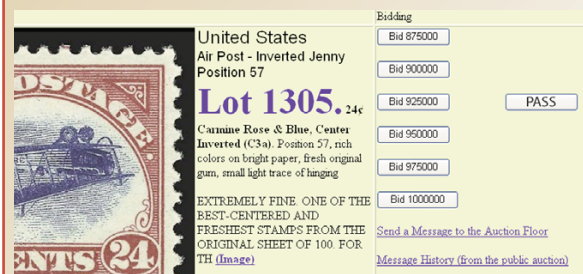 Bidding
United States
Air Post - Inverted Jenny
Position 57
Lot 1305. 24¢
Carmine Rose & Blue, Center
Inverted (C3a). Position 57, rich
colors on bright paper, fresh original
gum, small light trace of hinging
EXTREMELY FINE. ONE OF THE
BEST-CENTERED AND
FRESHEST STAMPS FROM THE
ORIGINAL SHEET OF 100. FOR
TH (Image)
Bid 875000
Bid 900000
Bid 925000
PASS
Bid 950000
Bid 975000
Bid 1000000
Send a Message to the Auction Floor
Message History (from the public auction)
OSTAGE
ENTS 24